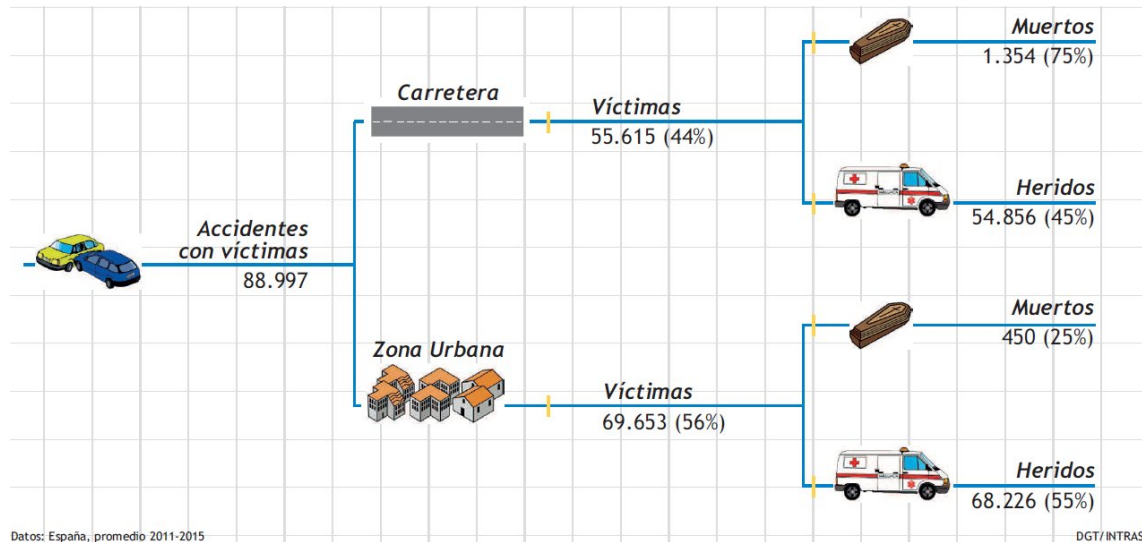 Muertos
1.354 (75%)
Carretera
Víctimas
55.615 (44%)
Heridos
54.856 (45%)
Accidentes
con víctimas
88.997
Muertos
450 (25%)
Zona Urbana
Víctimas
69.653 (56%)
Heridos
68.226 (55%)
Datos: España, promedio 2011-2015
DGT/INTRAS